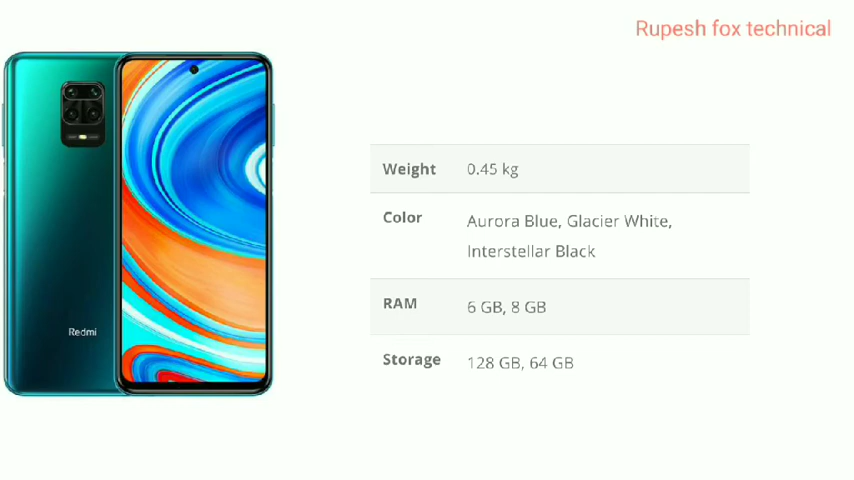 Rupesh fox technical
Redmi
Weight 0.45 kg
Color Aurora Blue, Glacier White,
Interstellar Black
RAM 6 GB, 8 GB
Storage 128 GB, 64 GB